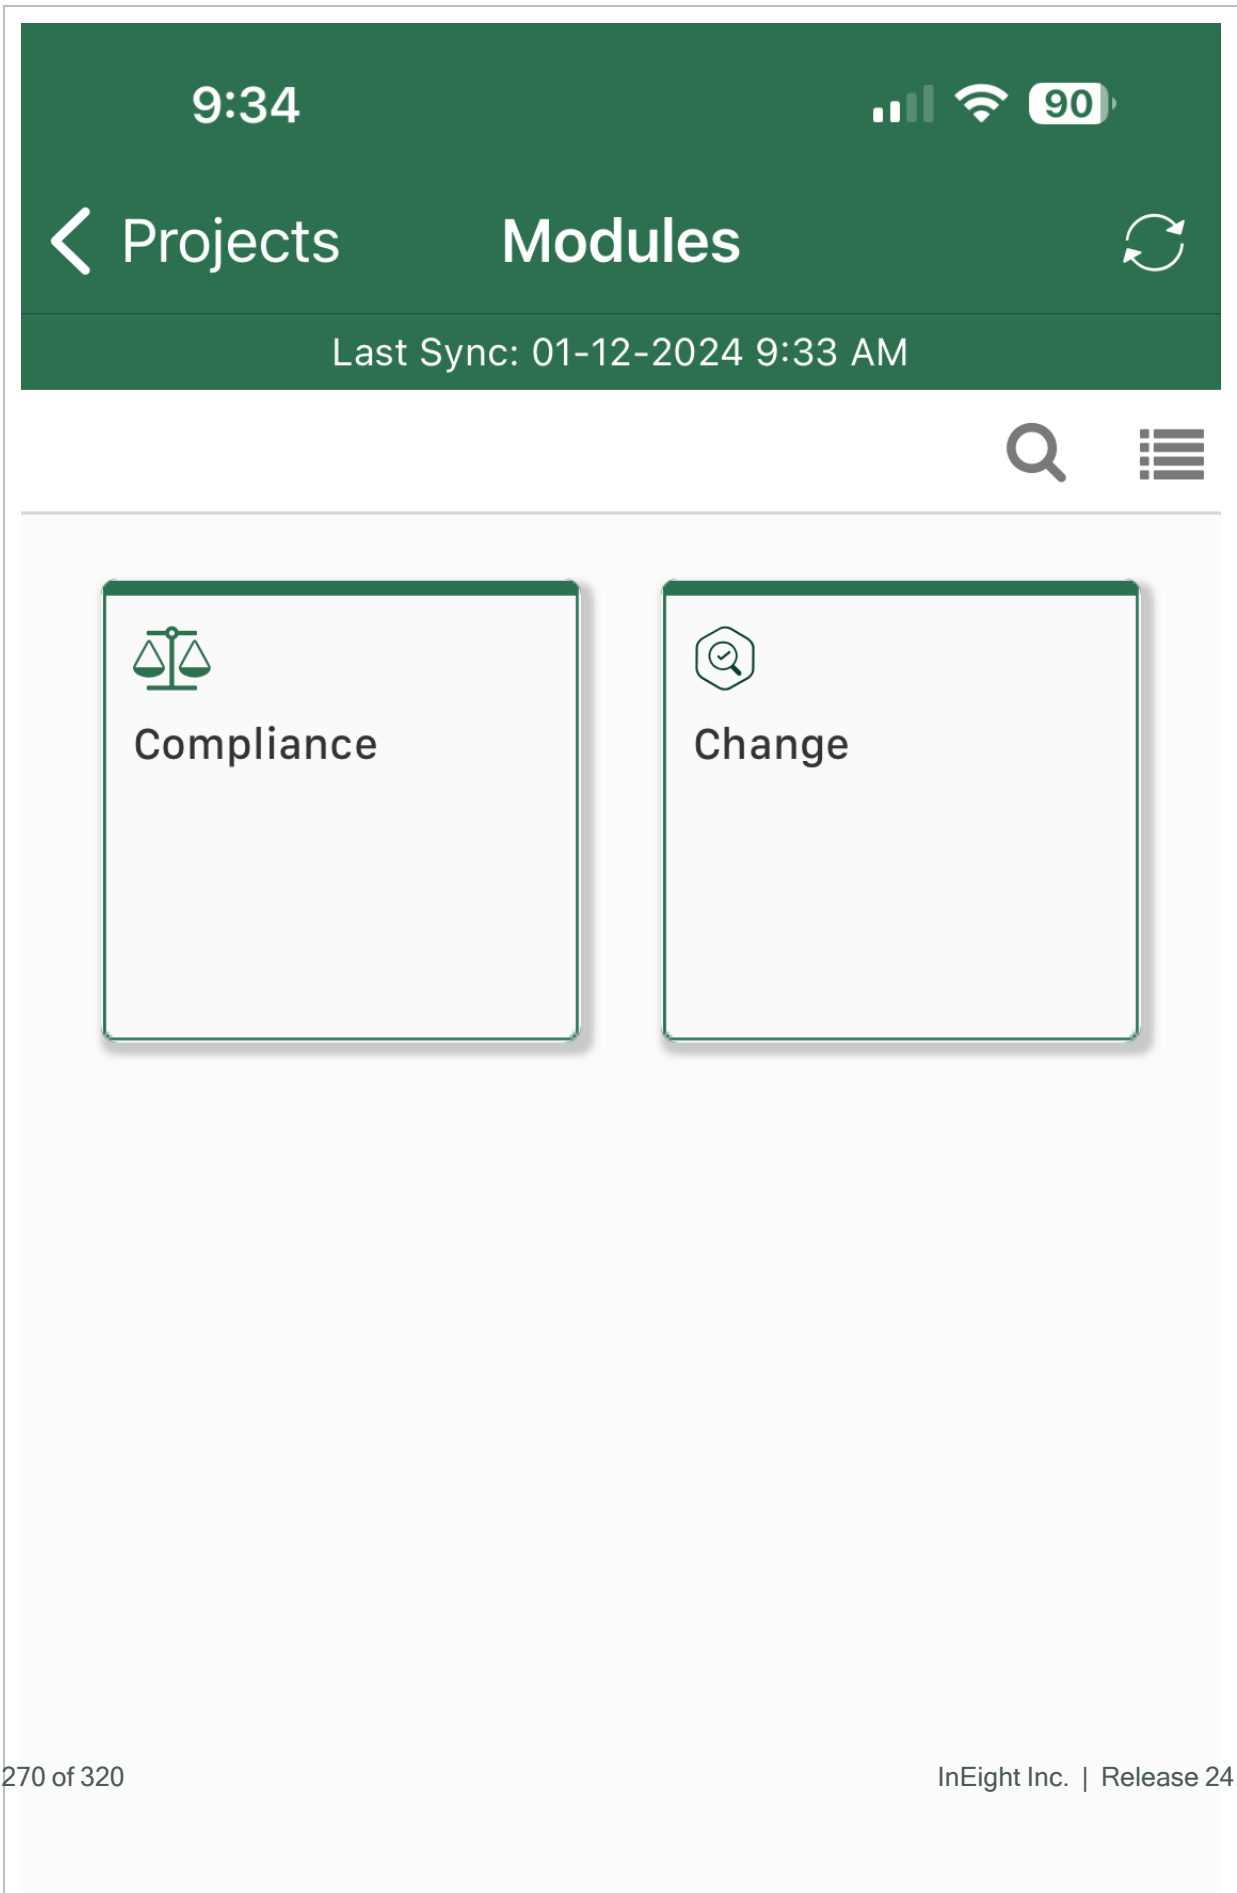 9:34
90
Projects
Modules
Last Sync: 01-12-2024 9:33 AM
Compliance
Change
270 of 320
InEight Inc. | Release 24